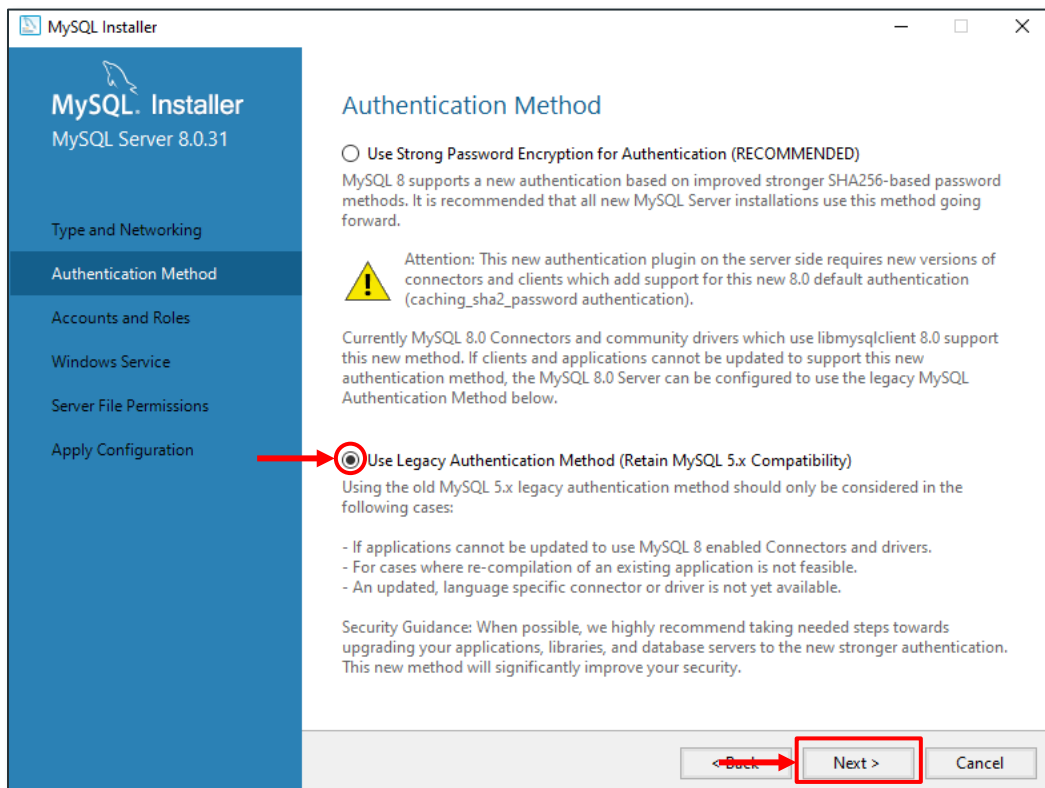 MySQL Installer
MySQL. Installer
MySQL Server 8.0.31
Type and Networking
Authentication Method
Accounts and Roles
Windows Service
Server File Permissions
Apply Configuration
Authentication Method
Use Strong Password Encryption for Authentication (RECOMMENDED)
MySQL 8 supports a new authentication based on improved stronger SHA256-based password
methods. It is recommended that all new MySQL Server installations use this method going
forward.
Attention: This new authentication plugin on the server side requires new versions of
connectors and clients which add support for this new 8.0 default authentication
(caching_sha2_password authentication).
Currently MySQL 8.0 Connectors and community drivers which use libmysqlclient 8.0 support
this new method. If clients and applications cannot be updated to support this new
authentication method, the MySQL 8.0 Server can be configured to use the legacy MySQL
Authentication Method below.
Use Legacy Authentication Method (Retain MySQL 5.x Compatibility)
Using the old MySQL 5.x legacy authentication method should only be considered in the
following cases:
- If applications cannot be updated to use MySQL 8 enabled Connectors and drivers.
- For cases where re-compilation of an existing application is not feasible.
- An updated, language specific connector or driver is not yet available.
Security Guidance: When possible, we highly recommend taking needed steps towards
upgrading your applications, libraries, and database servers to the new stronger authentication.
This new method will significantly improve your security.
< Back
Next >
Cancel